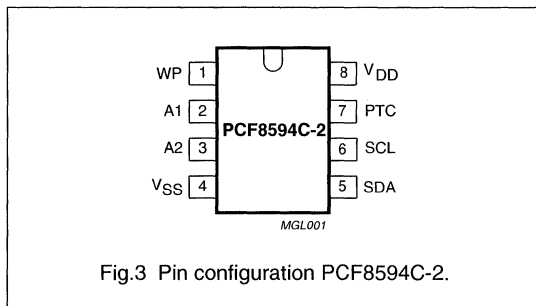 WP 1 8 VDD
A1 2 7 PTC
PCF8594C-2
A2 3 6 SCL
VSS 4 5 SDA
MGL001
Fig.3 Pin configuration PCF8594C-2.